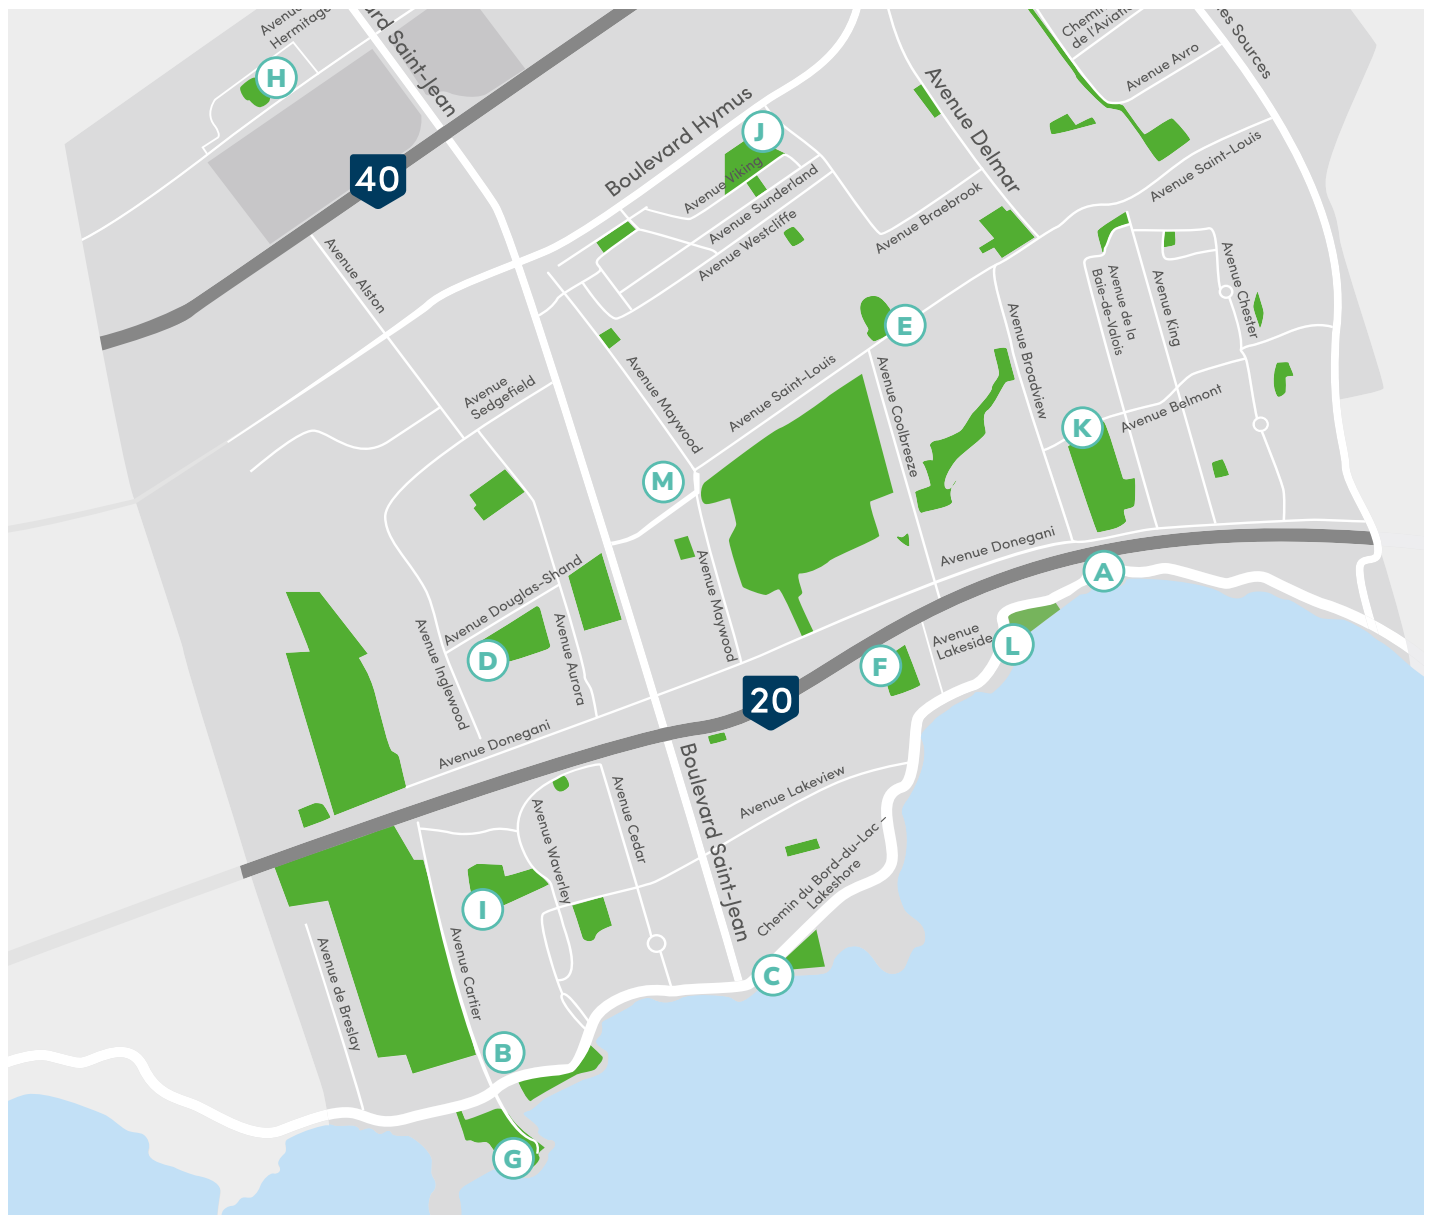 Avenue
Hermitage
H
Saint-Jean
40
Boulevard Hymus
J
Avenue Viking
Avenue Sunderland
Avenue Westcliffe
Avenue Delmar
Avenue Braebrook
de l'Aviation
Avenue Avro
Sources
Avenue Saint-Louis
Avenue Alston
Avenue
Sedgefield
Avenue Maywood
Avenue Saint-Louis
E
Avenue Coolbreeze
Avenue Broadview
Avenue de la
Baie-de-Valois
Avenue King
Avenue Chester
K
Avenue Belmont
M
Avenue Donegani
A
Avenue Douglas-Shand
D
Avenue Inglewood
Avenue Aurora
Avenue Maywood
Avenue
Lakeside
L
F
20
Avenue Donegani
Boulevard Saint-Jean
Avenue Lakeview
Avenue Waverley
Avenue Cedar
Chemin du Bord-du-Lac –
Lakeshore
I
C
Avenue de Breslay
Avenue Cartier
B
G